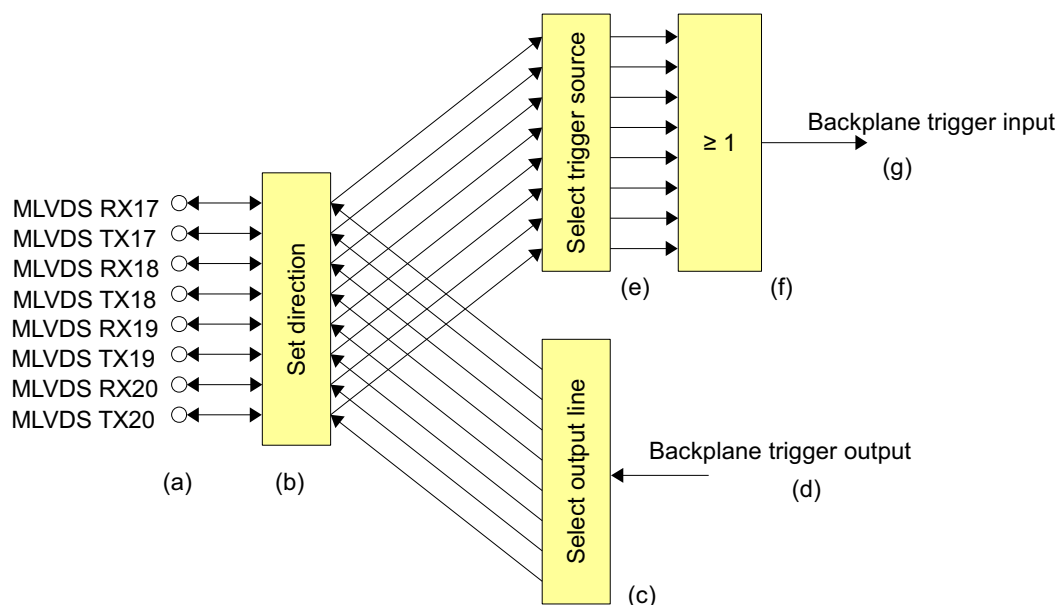 MLVDS RX17
MLVDS TX17
MLVDS RX18
MLVDS TX18
MLVDS RX19
MLVDS TX19
MLVDS RX20
MLVDS TX20
(a)
Set direction
(b)
Select trigger source
(e)
≥ 1
(f)
Backplane trigger input
(g)
Select output line
(c)
Backplane trigger output
(d)